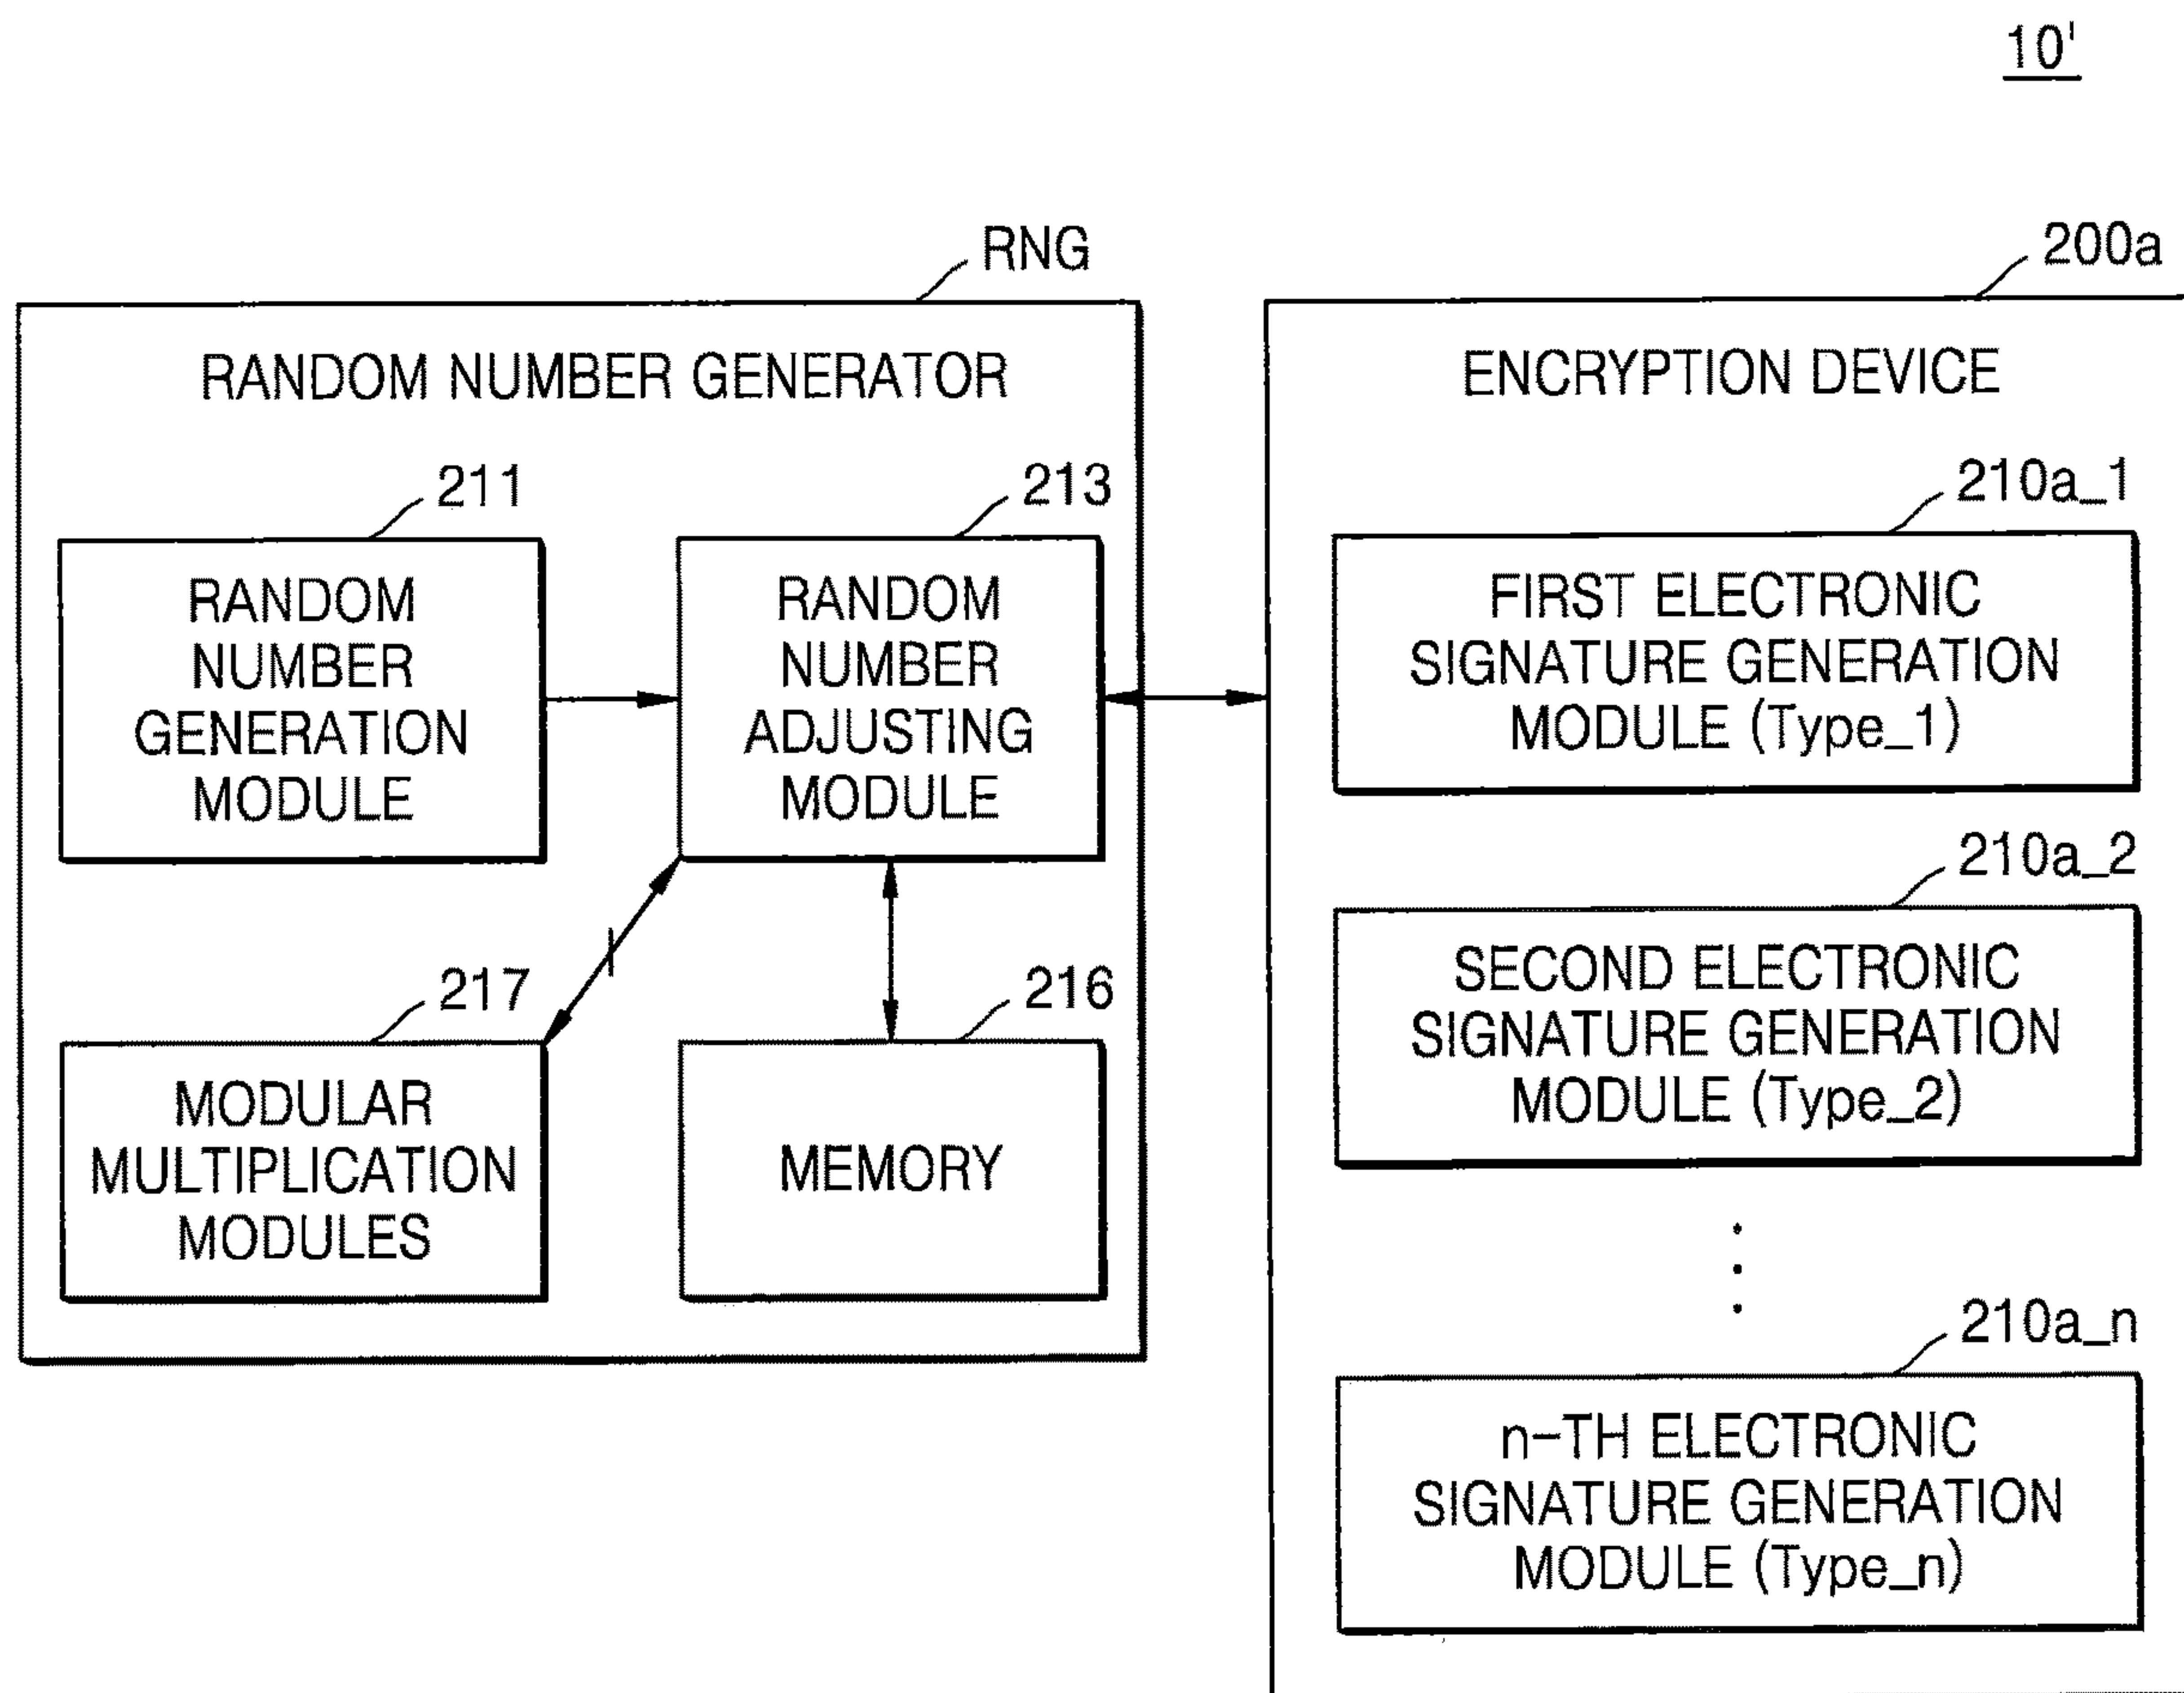 10'
RNG
200a
RANDOM NUMBER GENERATOR
ENCRYPTION DEVICE
211
213
210a_1
RANDOM
NUMBER
GENERATION
MODULE
RANDOM
NUMBER
ADJUSTING
MODULE
FIRST ELECTRONIC
SIGNATURE GENERATION
MODULE (Type_1)
210a_2
SECOND ELECTRONIC
SIGNATURE GENERATION
MODULE (Type_2)
217
216
MODULAR
MULTIPLICATION
MODULES
MEMORY
210a_n
n-TH ELECTRONIC
SIGNATURE GENERATION
MODULE (Type_n)